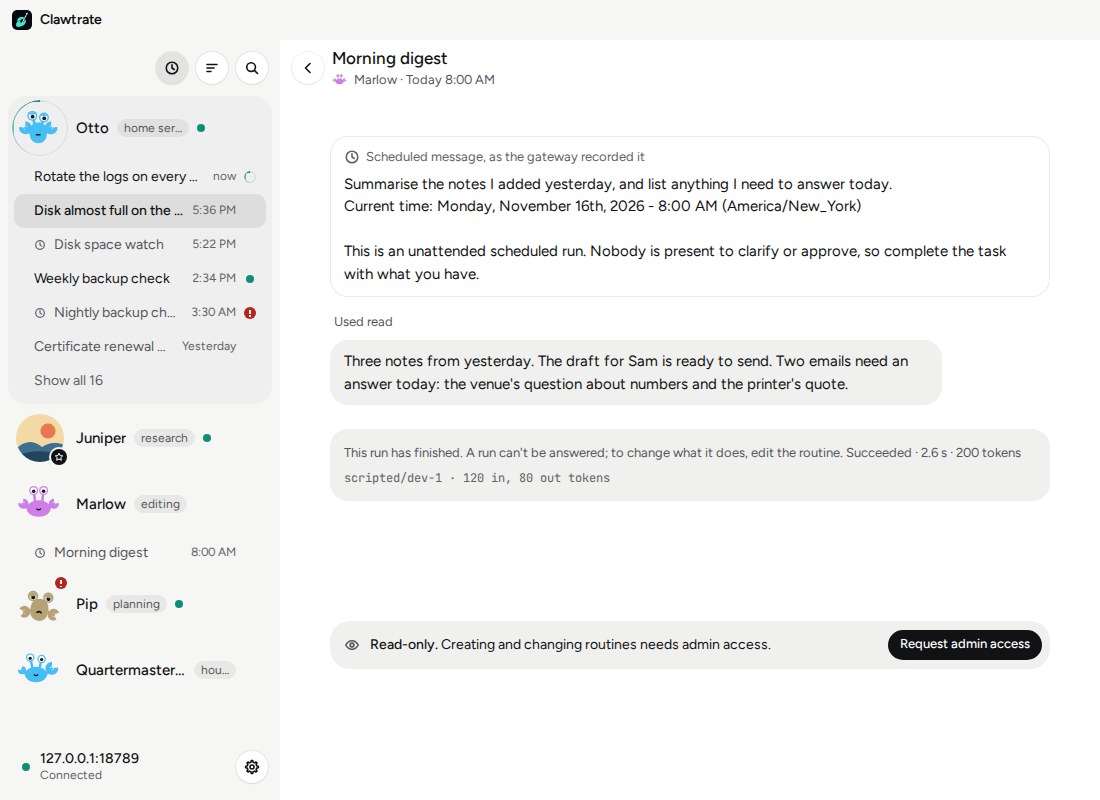 Clawtrate
Otto
home ser...
Rotate the logs on every ...
now
Disk almost full on the ...
5:36 PM
Disk space watch
5:22 PM
Weekly backup check
2:34 PM
Nightly backup ch...
3:30 AM
Certificate renewal ...
Yesterday
Show all 16
Juniper
research
Marlow
editing
Morning digest
8:00 AM
Pip
planning
Quartermaster...
hou...
127.0.0.1:18789
Connected
Morning digest
Marlow · Today 8:00 AM
Scheduled message, as the gateway recorded it
Summarise the notes I added yesterday, and list anything I need to answer today.
Current time: Monday, November 16th, 2026 - 8:00 AM (America/New_York)
This is an unattended scheduled run. Nobody is present to clarify or approve, so complete the task
with what you have.
Used read
Three notes from yesterday. The draft for Sam is ready to send. Two emails need an
answer today: the venue's question about numbers and the printer's quote.
This run has finished. A run can't be answered; to change what it does, edit the routine. Succeeded · 2.6 s · 200 tokens
scripted/dev-1 · 120 in, 80 out tokens
Read-only. Creating and changing routines needs admin access.
Request admin access